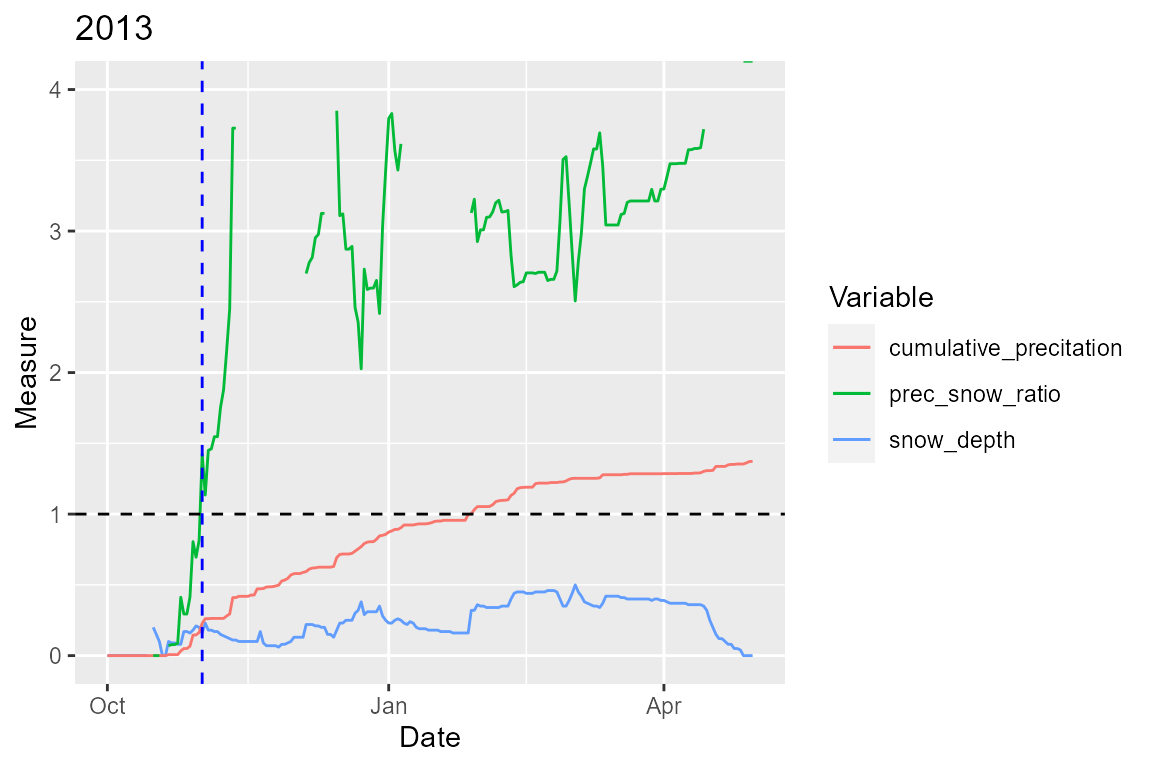 2013
4
3
2
1
0
Measure
Oct
Jan
Apr
Date
Variable
cumulative_precitation
prec_snow_ratio
snow_depth